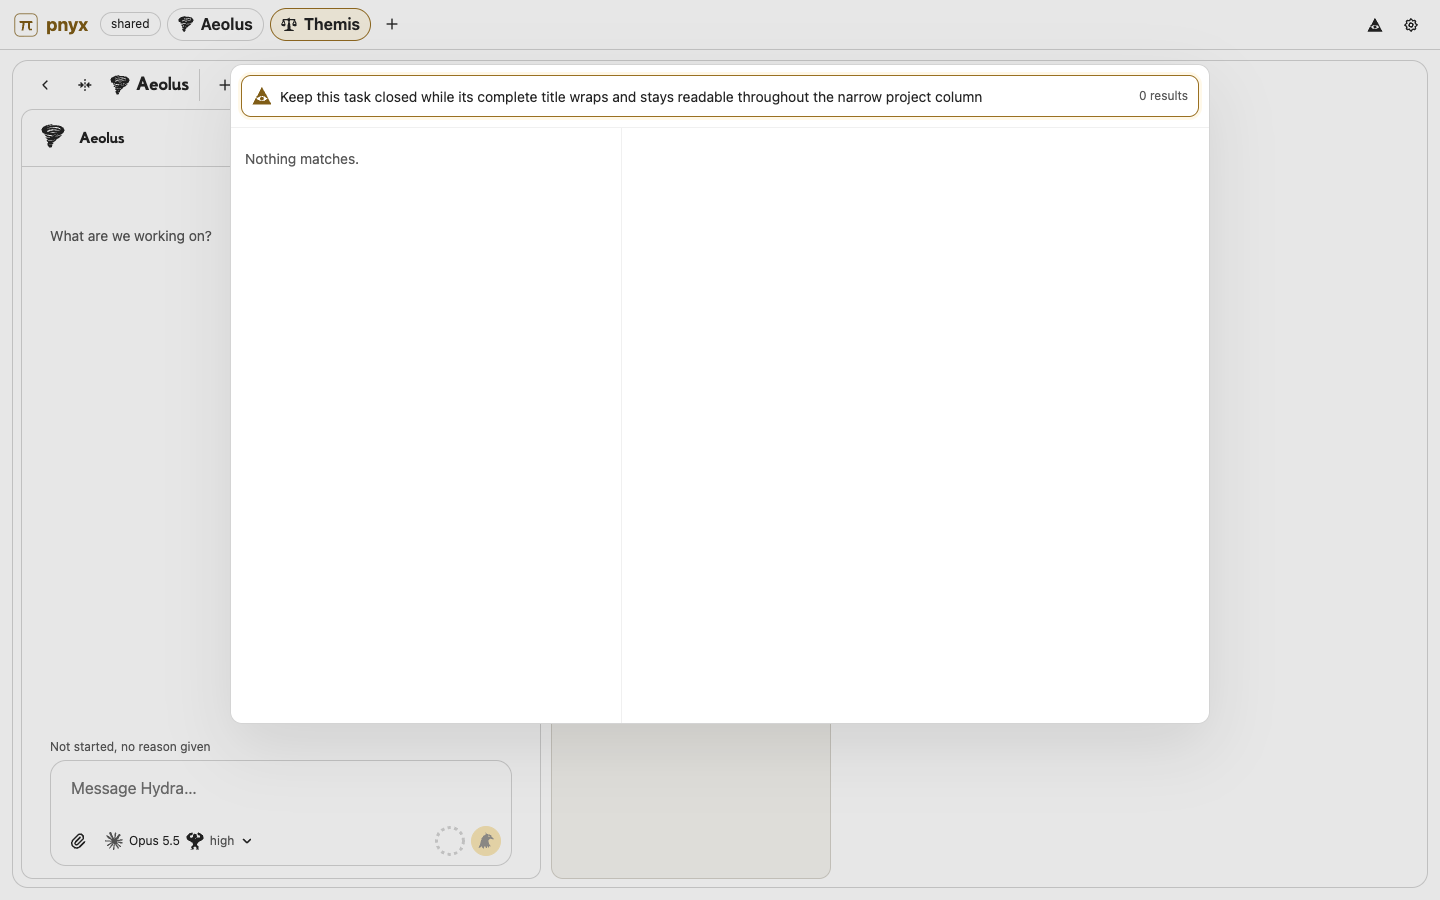 pnyx
shared
Aeolus
Themis
Aeolus
Keep this task closed while its complete title wraps and stays readable throughout the narrow project column
0 results
Aeolus
Nothing matches.
What are we working on?
Not started, no reason given
Message Hydra...
Opus 5.5
high